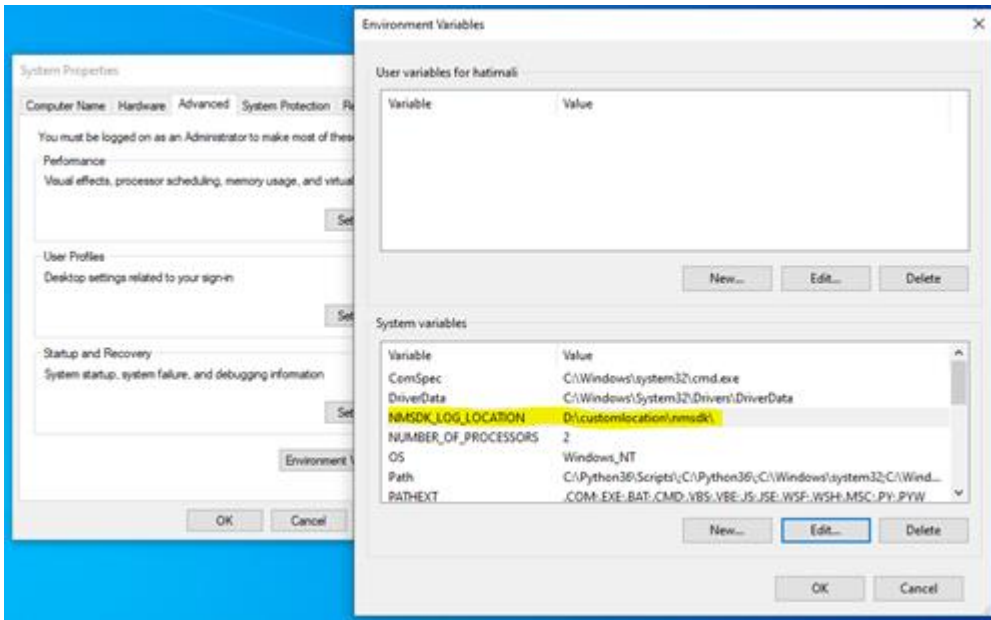 System Properties
Computer Name Hardware Advanced System Protection
You must be logged on as an Administrator to make most of these
Performance
Visual effects, processor scheduling, memory usage, and virtual
Set
User Profiles
Desktop settings related to your sign-in
Set
Startup and Recovery
System startup, system failure, and debugging information
Set
Environment V
OK Cancel
Environment Variables
User variables for hatimali
Variable Value
New... Edit... Delete
System variables
Variable Value
ComSpec C:\Windows\system32\cmd.exe
DriverData C:\Windows\System32\Drivers\DriverData
NMSDK_LOG_LOCATION D:\customlocation\nmsdk\
NUMBER_OF_PROCESSORS 2
OS Windows_NT
Path C:\Python36\Scripts\;C:\Python36\;C:\Windows\system32;C:\Wind...
PATHEXT .COM;.EXE;.BAT;.CMD;.VBS;.VBE;.JS;.JSE;.WSF;.WSH;.MSC;.PY;.PYW
New... Edit... Delete
OK Cancel